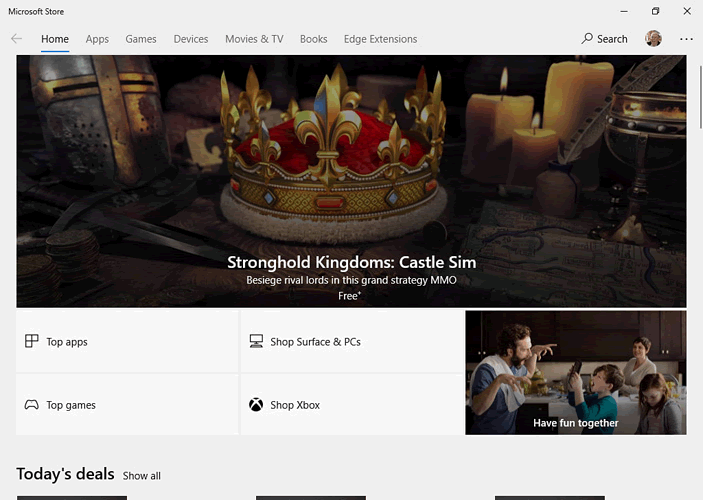 Microsoft Store
Home Apps Games Devices Movies & TV Books Edge Extensions Search
Stronghold Kingdoms: Castle Sim
Besiege rival lords in this grand strategy MMO
Free⁺
Top apps
Shop Surface & PCs
Top games
Shop Xbox
Have fun together
Today's deals Show all